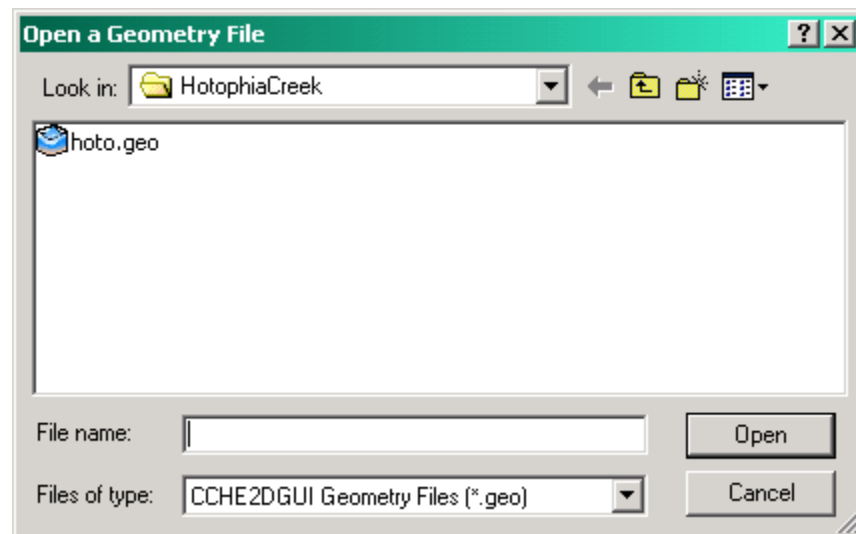 Open a Geometry File
Look in: HotophiaCreek
hoto.geo
File name:
Open
Files of type: CCHE2DGUI Geometry Files (*.geo)
Cancel